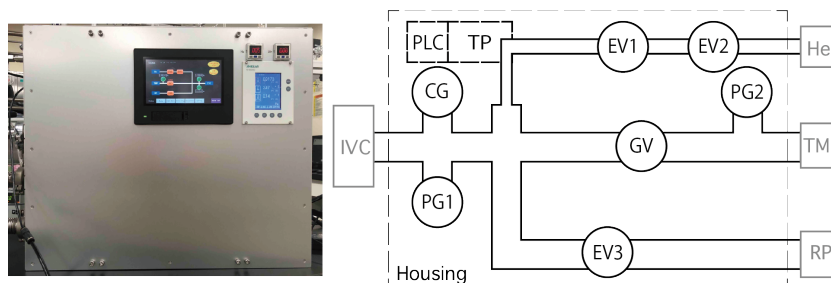 PLC
TP
EV1
EV2
He
CG
PG2
IVC
GV
TM
PG1
EV3
RP
Housing